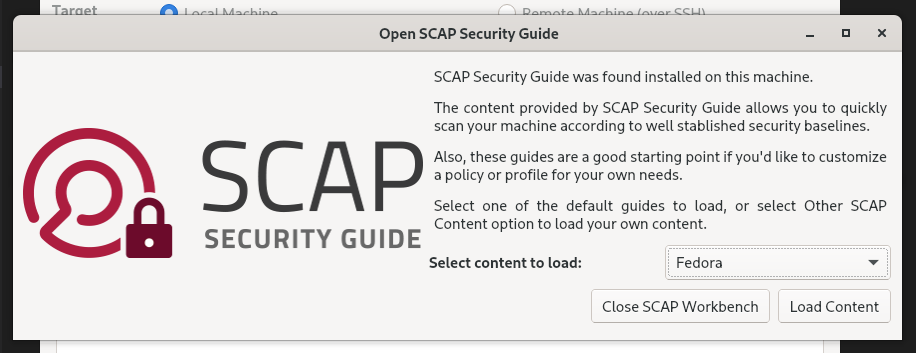 Target Local Machine Remote Machine (over SSH)
Open SCAP Security Guide
SCAP Security Guide was found installed on this machine.
The content provided by SCAP Security Guide allows you to quickly
scan your machine according to well stablished security baselines.
Also, these guides are a good starting point if you'd like to customize
a policy or profile for your own needs.
Select one of the default guides to load, or select Other SCAP
Content option to load your own content.
SCAP
SECURITY GUIDE
Select content to load: Fedora
Close SCAP Workbench Load Content